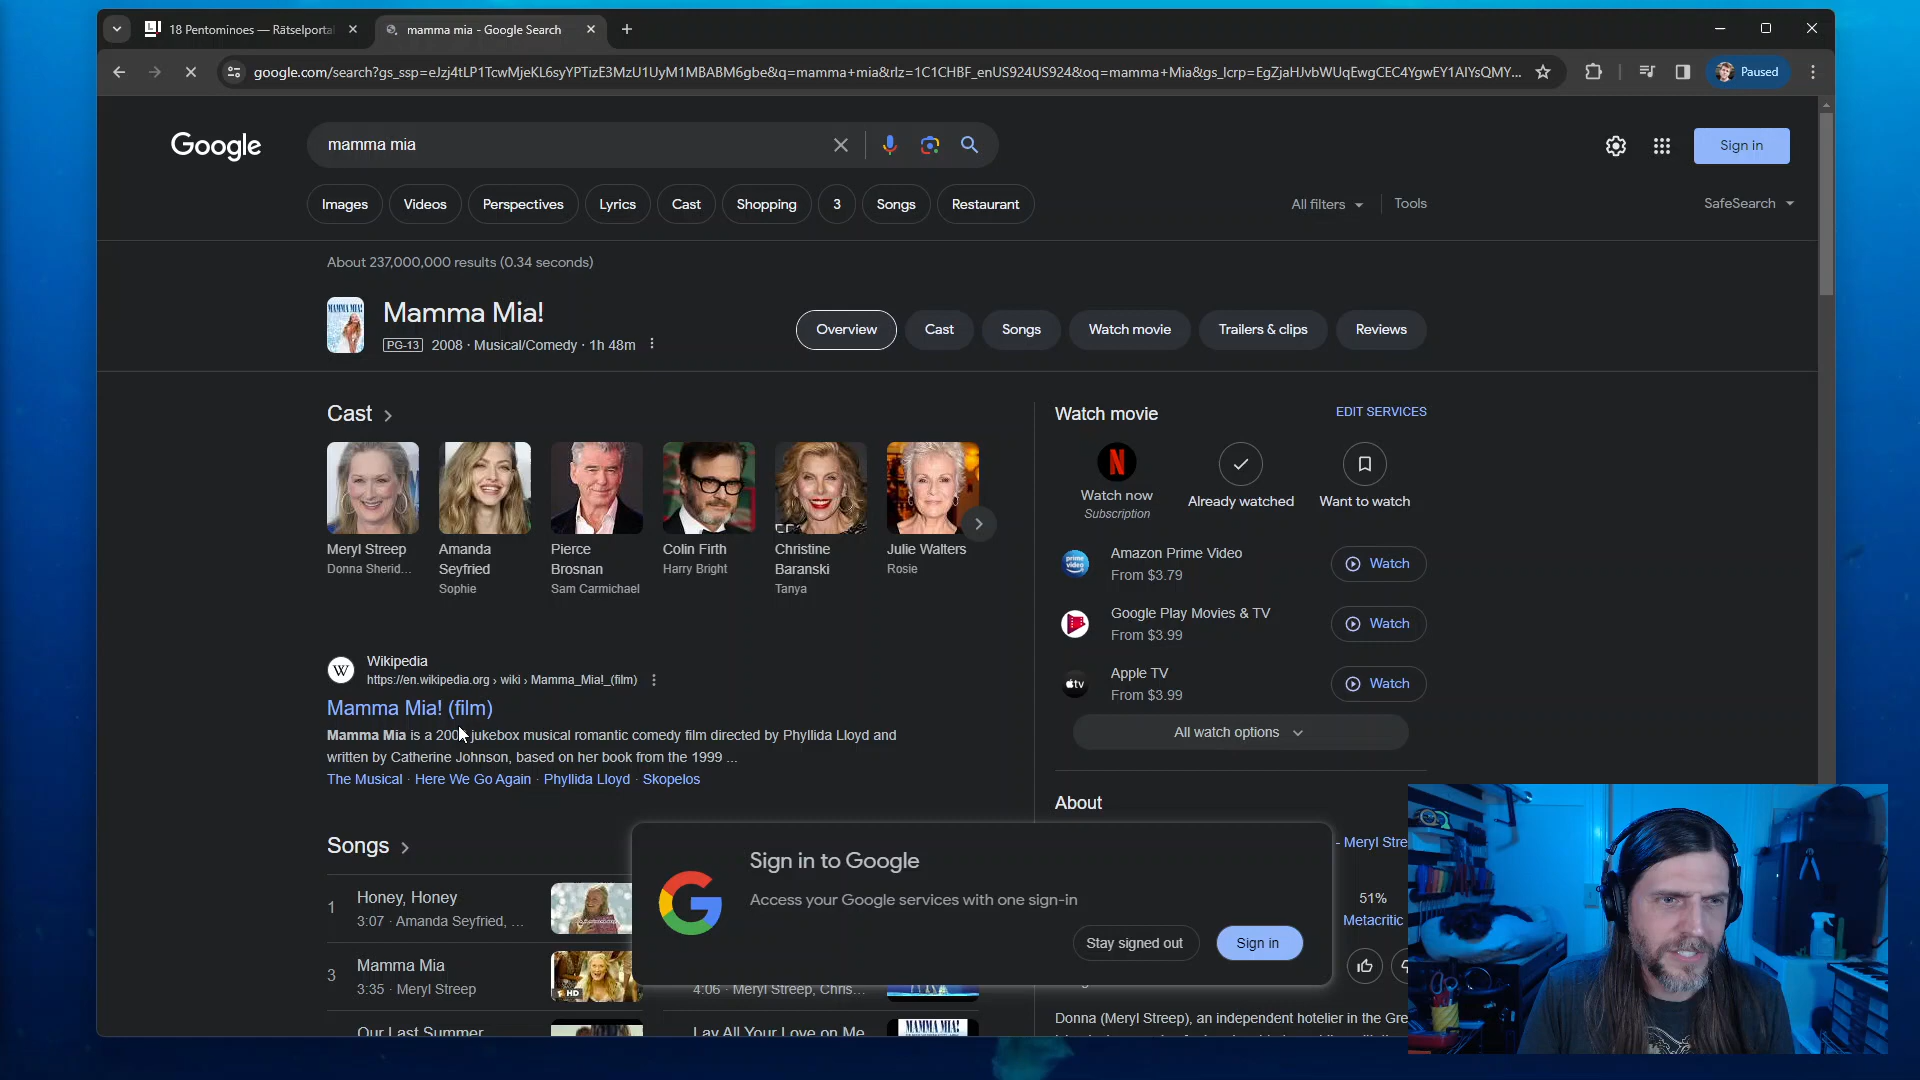 18 Pentominoes — Rätselportal
mamma mia - Google Search
google.com/search?gs_ssp=eJzj4tLP1TcwMjeKL6syYPTizE3MzU1UyM1MBABM6gbe&q=mamma+mia&rlz=1C1CHBF_enUS924US924&oq=mamma+Mia&gs_lcrp=EgZjaHJvbWUqEwgCEC4YgwEY1AIYsQMY...
Paused
Google
mamma mia
Sign in
Images
Videos
Perspectives
Lyrics
Cast
Shopping
3
Songs
Restaurant
All filters
Tools
SafeSearch
About 237,000,000 results (0.34 seconds)
MAMMA MIA!
Mamma Mia!
PG-13 2008 · Musical/Comedy · 1h 48m
Overview
Cast
Songs
Watch movie
Trailers & clips
Reviews
Cast
Meryl Streep
Donna Sherid...
Amanda
Seyfried
Sophie
Pierce
Brosnan
Sam Carmichael
Colin Firth
Harry Bright
Christine
Baranski
Tanya
Julie Walters
Rosie
Watch movie
EDIT SERVICES
N
Watch now
Subscription
Already watched
Want to watch
prime video
Amazon Prime Video
From $3.79
Watch
Google Play Movies & TV
From $3.99
Watch
tv
Apple TV
From $3.99
Watch
All watch options
W
Wikipedia
https://en.wikipedia.org › wiki › Mamma_Mia!_(film)
Mamma Mia! (film)
Mamma Mia is a 200 jukebox musical romantic comedy film directed by Phyllida Lloyd and
written by Catherine Johnson, based on her book from the 1999 ...
The Musical · Here We Go Again · Phyllida Lloyd · Skopelos
About
- Meryl Stre
51%
Metacritic
Donna (Meryl Streep), an independent hotelier in the Gre
Songs
1
Honey, Honey
3:07 · Amanda Seyfried, ...
3
Mamma Mia
3:35 · Meryl Streep
HD
4:06 · Meryl Streep, Chris...
Our Last Summer
Lay All Your Love on Me
MAMMA MIA!
Sign in to Google
Access your Google services with one sign-in
Stay signed out
Sign in